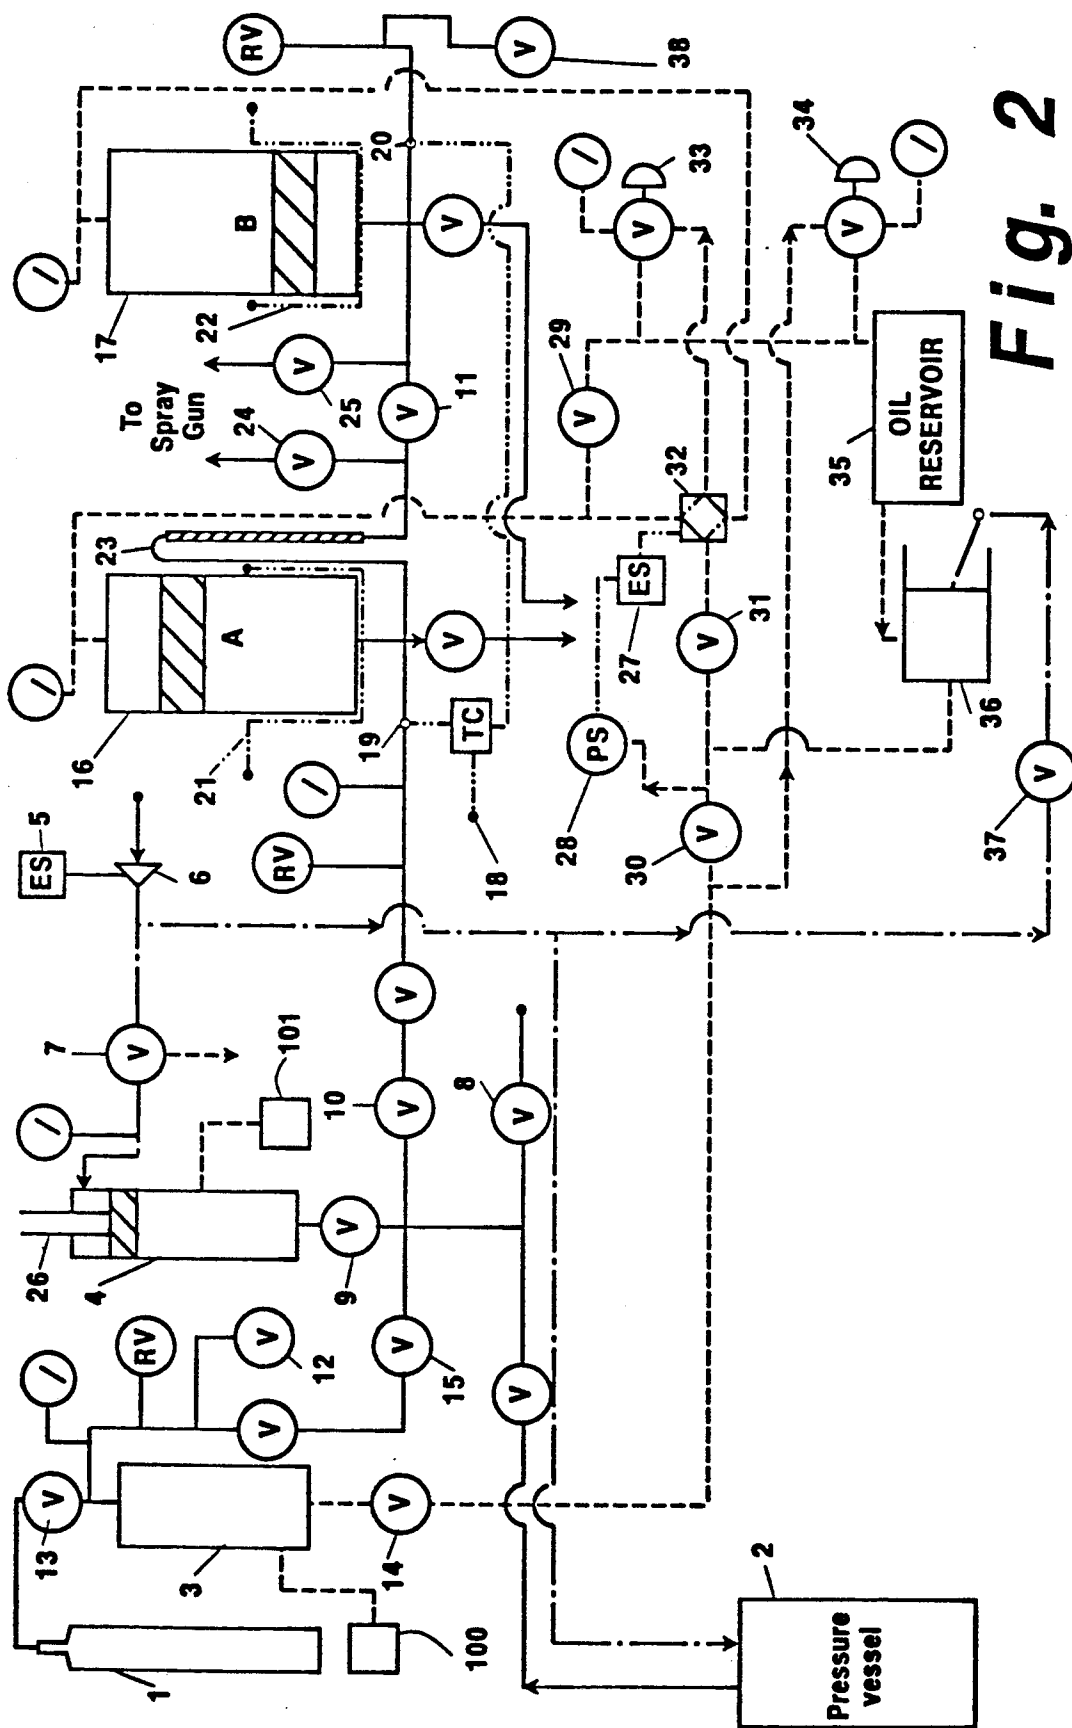 13
26
7
ES
5
16
17
RV
V
V
6
To
Spray
Gun
22
1
3
4
12
V
101
21
A
23
24
V
25
V
B
RV
V
14
V
15
9
V
10
V
V
RV
19
V
V
11
V
20
100
8
V
V
18
TC
V
38
28
PS
27
ES
29
V
V
33
30
V
V
31
32
V
34
Pressure
vessel
2
35
OIL
RESERVOIR
36
37
V
Fig. 2